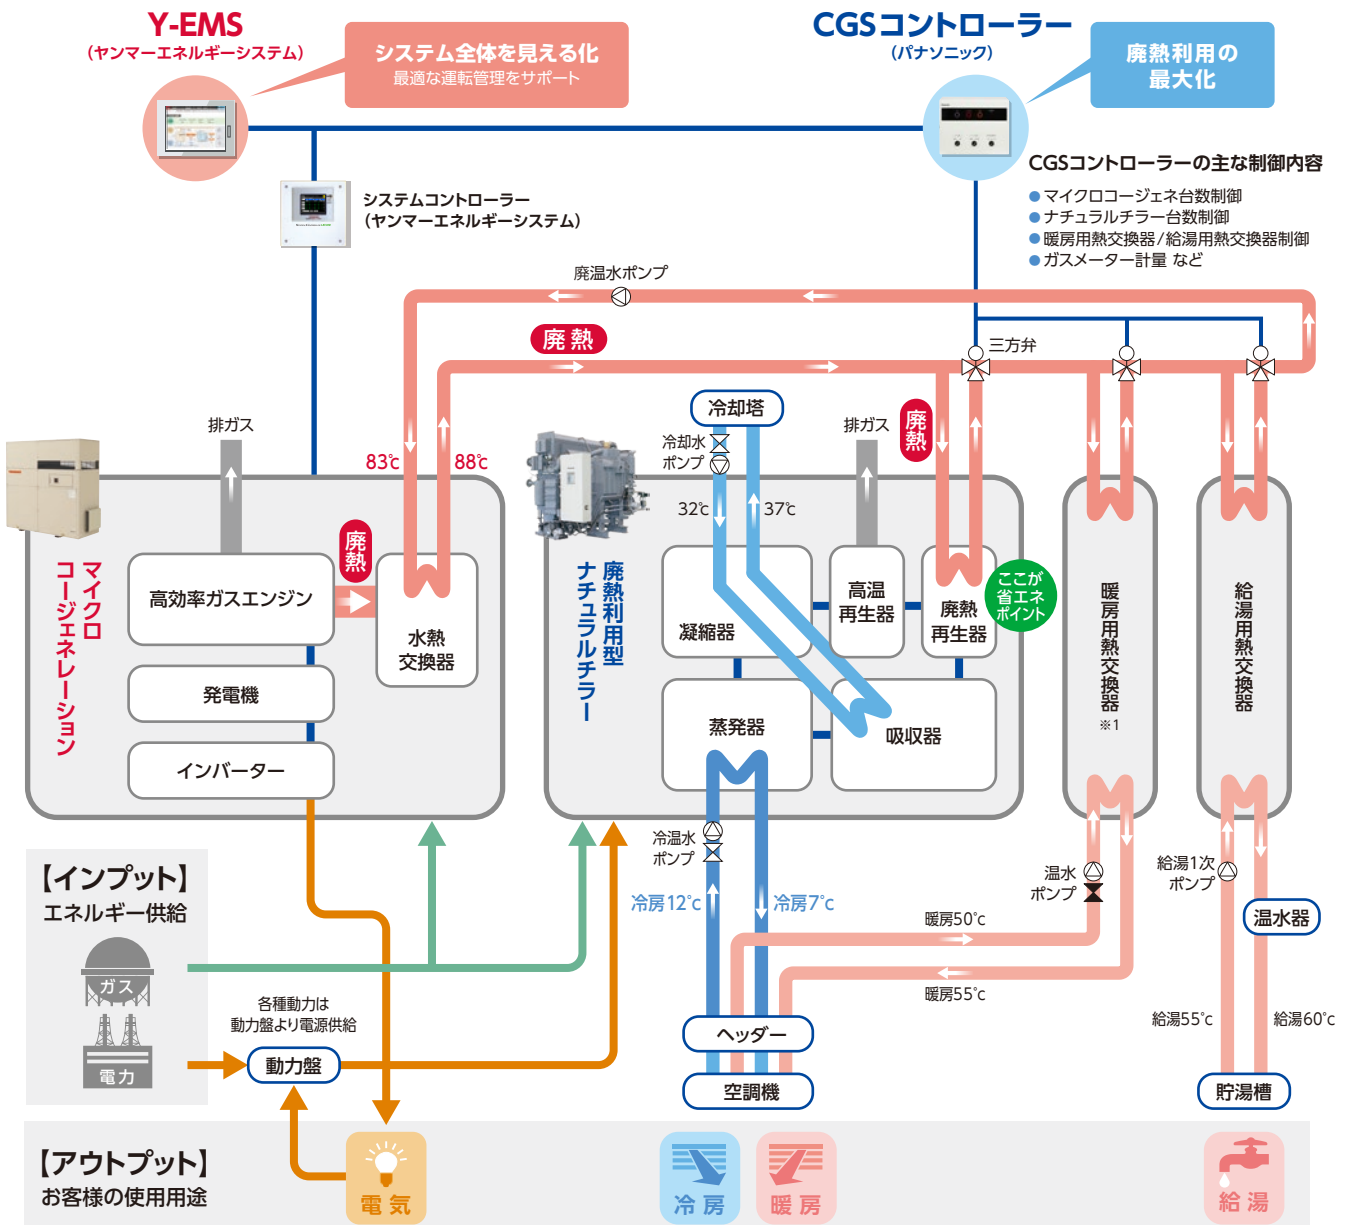 Y-EMS
（ヤンマーエネルギーシステム）
システム全体を見える化
最適な運転管理をサポート
CGSコントローラー
（パナソニック）
廃熱利用の
最大化
CGSコントローラーの主な制御内容
● マイクロコージェネ台数制御
● ナチュラルチラー台数制御
● 暖房用熱交換器/給湯用熱交換器制御
● ガスメーター計量 など
システムコントローラー
（ヤンマーエネルギーシステム）
廃温水ポンプ
廃熱
三方弁
冷却塔
排ガス
冷却水
ポンプ
排ガス
廃熱
83℃
88℃
32℃
37℃
マイクロ
コージェネレーション
高効率ガスエンジン
廃熱
水熱
交換器
発電機
インバーター
廃熱利用型
ナチュラルチラー
凝縮器
高温
再生器
廃熱
再生器
ここが
省エネ
ポイント
蒸発器
吸収器
暖房用熱交換器
※1
給湯用熱交換器
冷温水
ポンプ
冷房12℃
冷房7℃
温水
ポンプ
給湯1次
ポンプ
温水器
暖房50℃
暖房55℃
給湯55℃
給湯60℃
【インプット】
エネルギー供給
ガス
電力
各種動力は
動力盤より電源供給
動力盤
ヘッダー
空調機
貯湯槽
【アウトプット】
お客様の使用用途
電気
冷房
暖房
給湯